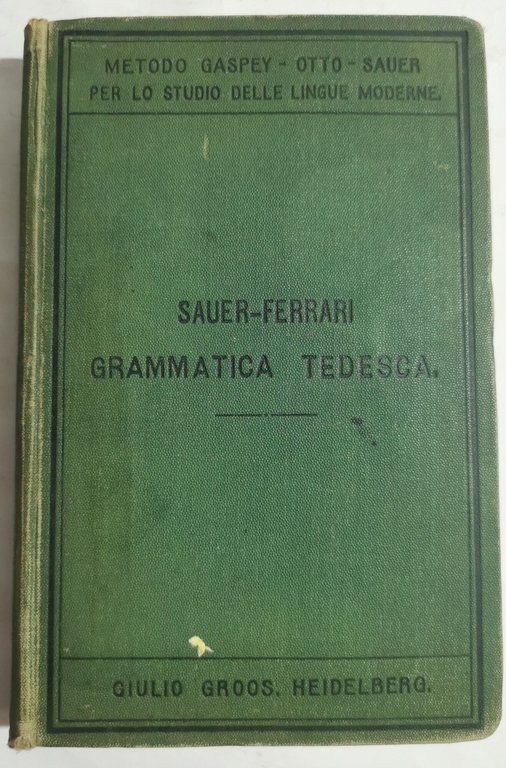 METODO GASPEY - OTTO - SAUER
PER LO STUDIO DELLE LINGUE MODERNE.
SAUER-FERRARI
GRAMMATICA TEDESCA.
GIULIO GROOS, HEIDELBERG.